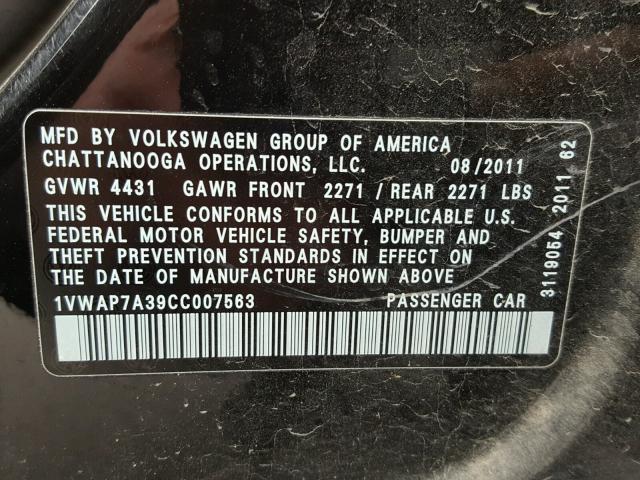 MFD BY VOLKSWAGEN GROUP OF AMERICA
CHATTANOOGA OPERATIONS, LLC. 08/2011
GVWR 4431 GAWR FRONT 2271 / REAR 2271 LBS
THIS VEHICLE CONFORMS TO ALL APPLICABLE U.S.
FEDERAL MOTOR VEHICLE SAFETY, BUMPER AND
THEFT PREVENTION STANDARDS IN EFFECT ON
THE DATE OF MANUFACTURE SHOWN ABOVE
1VWAP7A39CC007563 PASSENGER CAR
3119054 2011 62